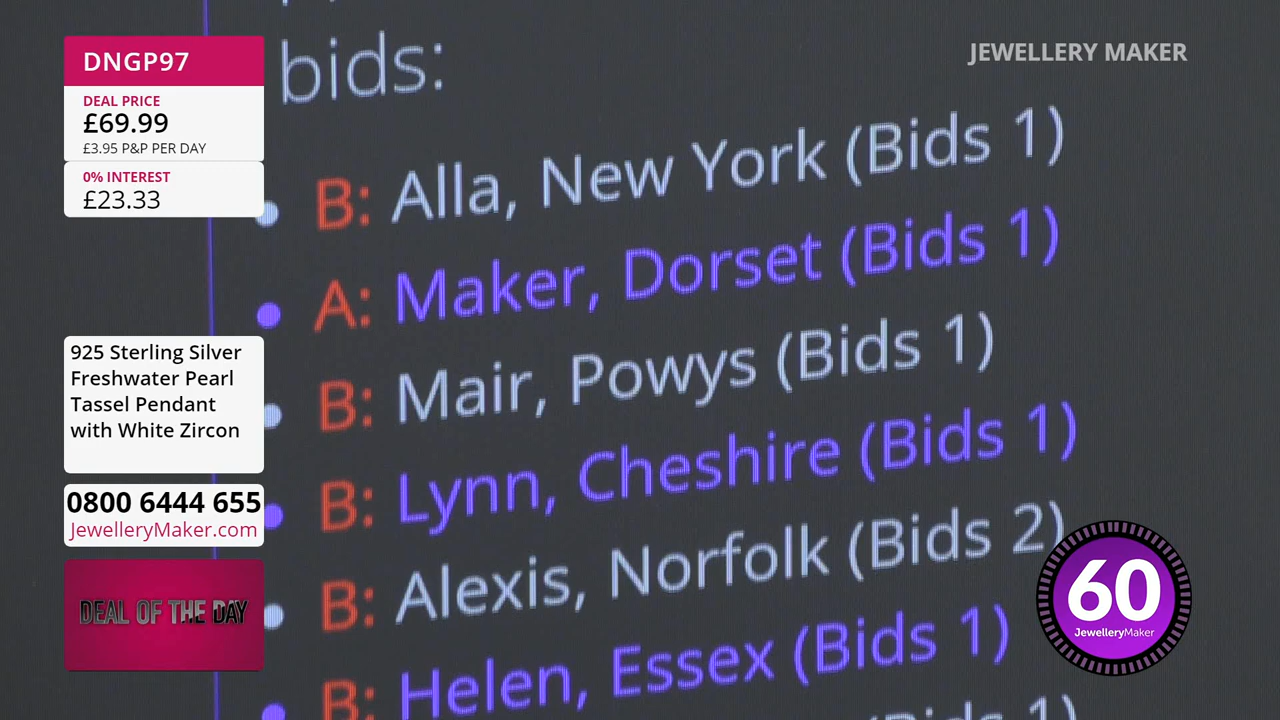 DNGP97
DEAL PRICE
£69.99
£3.95 P&P PER DAY
0% INTEREST
£23.33
925 Sterling Silver
Freshwater Pearl
Tassel Pendant
with White Zircon
0800 6444 655
JewelleryMaker.com
DEAL OF THE DAY
JEWELLERY MAKER
bids:
B: Alla, New York (Bids 1)
A: Maker, Dorset (Bids 1)
B: Mair, Powys (Bids 1)
B: Lynn, Cheshire (Bids 1)
B: Alexis, Norfolk (Bids 2)
B: Helen, Essex (Bids 1)
60
JewelleryMaker